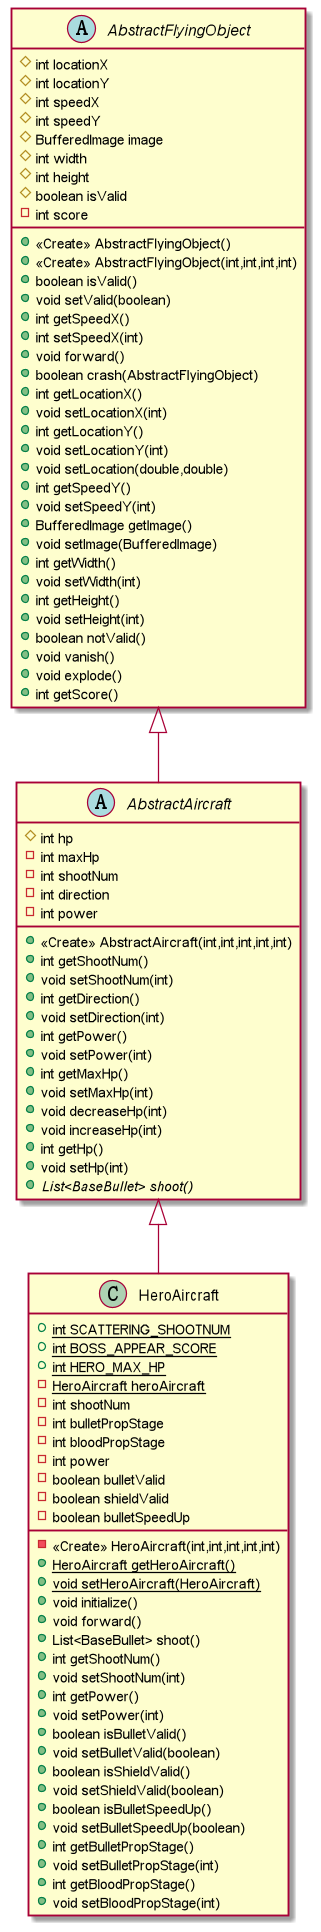 A AbstractFlyingObject
int locationX
int locationY
int speedX
int speedY
BufferedImage image
int width
int height
boolean isValid
int score
«Create» AbstractFlyingObject()
«Create» AbstractFlyingObject(int,int,int,int)
boolean isValid()
void setValid(boolean)
int getSpeedX()
int setSpeedX(int)
void forward()
boolean crash(AbstractFlyingObject)
int getLocationX()
void setLocationX(int)
int getLocationY()
void setLocationY(int)
void setLocation(double,double)
int getSpeedY()
void setSpeedY(int)
BufferedImage getImage()
void setImage(BufferedImage)
int getWidth()
void setWidth(int)
int getHeight()
void setHeight(int)
boolean notValid()
void vanish()
void explode()
int getScore()
A AbstractAircraft
int hp
int maxHp
int shootNum
int direction
int power
«Create» AbstractAircraft(int,int,int,int,int)
int getShootNum()
void setShootNum(int)
int getDirection()
void setDirection(int)
int getPower()
void setPower(int)
int getMaxHp()
void setMaxHp(int)
void decreaseHp(int)
void increaseHp(int)
int getHp()
void setHp(int)
List<BaseBullet> shoot()
C HeroAircraft
int SCATTERING_SHOOTNUM
int BOSS_APPEAR_SCORE
int HERO_MAX_HP
HeroAircraft heroAircraft
int shootNum
int bulletPropStage
int bloodPropStage
int power
boolean bulletValid
boolean shieldValid
boolean bulletSpeedUp
«Create» HeroAircraft(int,int,int,int,int)
HeroAircraft getHeroAircraft()
void setHeroAircraft(HeroAircraft)
void initialize()
void forward()
List<BaseBullet> shoot()
int getShootNum()
void setShootNum(int)
int getPower()
void setPower(int)
boolean isBulletValid()
void setBulletValid(boolean)
boolean isShieldValid()
void setShieldValid(boolean)
boolean isBulletSpeedUp()
void setBulletSpeedUp(boolean)
int getBulletPropStage()
void setBulletPropStage(int)
int getBloodPropStage()
void setBloodPropStage(int)